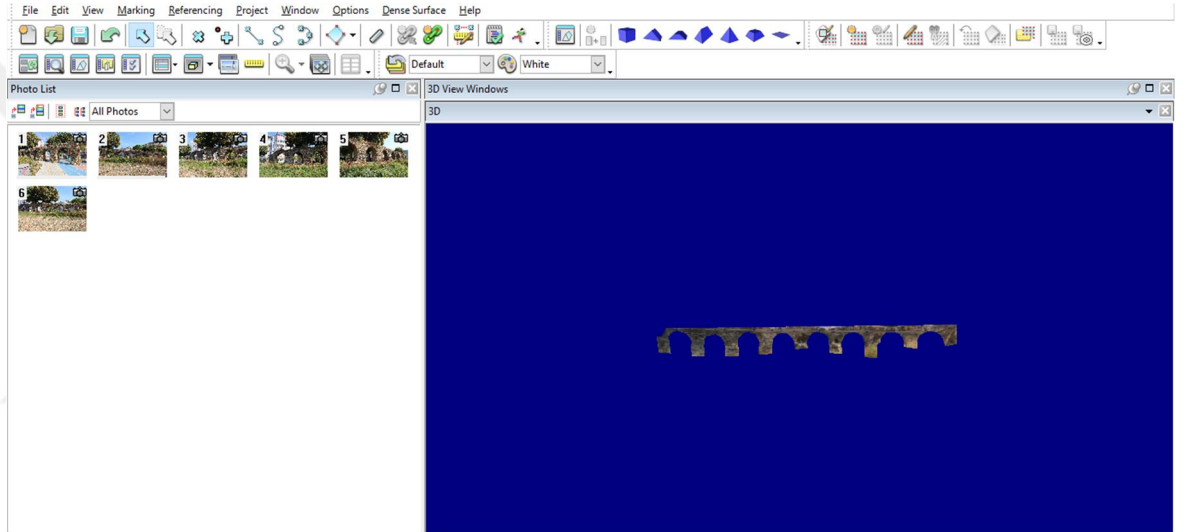 File Edit View Marking Referencing Project Window Options Dense Surface Help
Default White
Photo List
3D View Windows
All Photos
3D
1 2 3 4 5
6